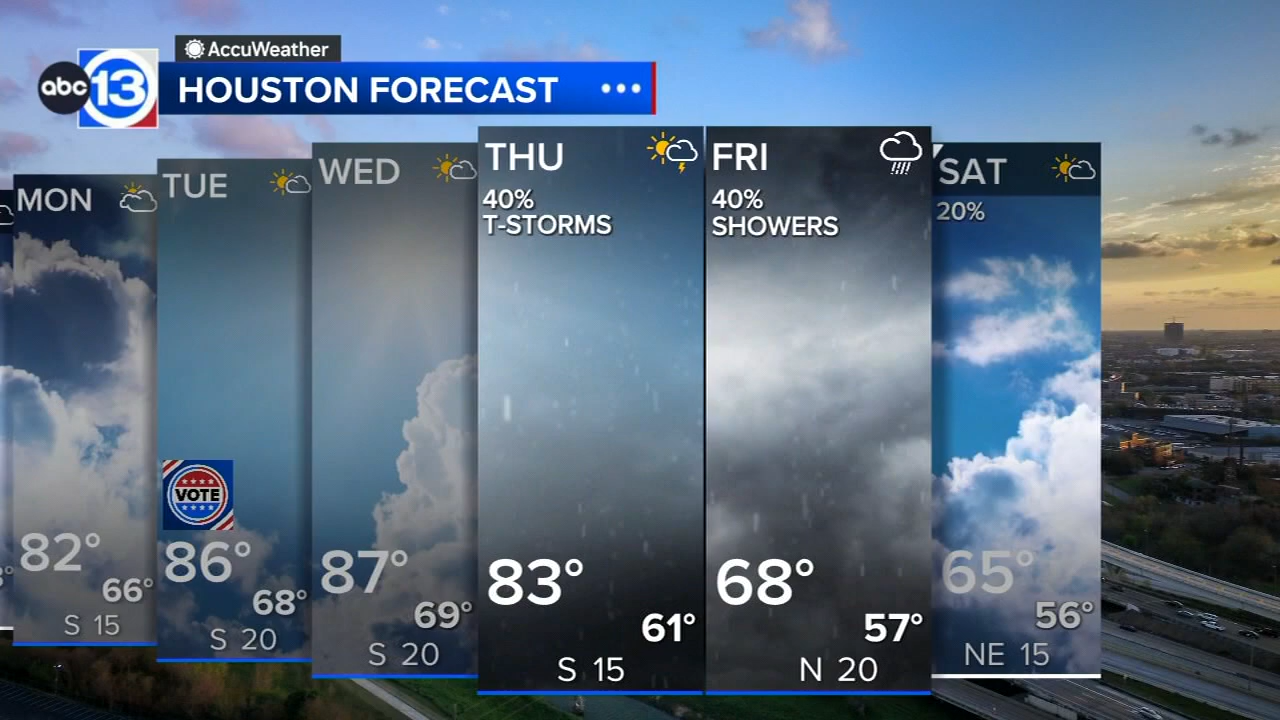 AccuWeather
abc 13 HOUSTON FORECAST
MON
82°
66°
S 15
TUE
VOTE
86°
68°
S 20
WED
87°
69°
S 20
THU
40%
T-STORMS
83°
61°
S 15
FRI
40%
SHOWERS
68°
57°
N 20
SAT
20%
65°
56°
NE 15